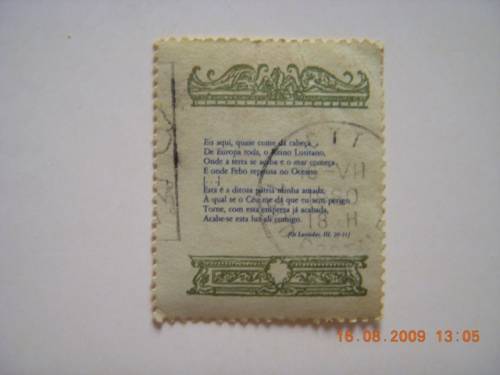 Eis aqui, quase cume da cabeça
De Europa toda, o Reino Lusitano,
Onde a terra se acaba e o mar começa
E onde Febo repousa no Oceano.
[...]
Esta é a ditosa pátria minha amada,
À qual se o Céu me dá que eu sem perigo
Torne, com esta empresa já acabada,
Acabe-se esta luz ali comigo.
(Os Lusíadas, III, 20-21)
-VII
18 H
16.08.2009 13:05